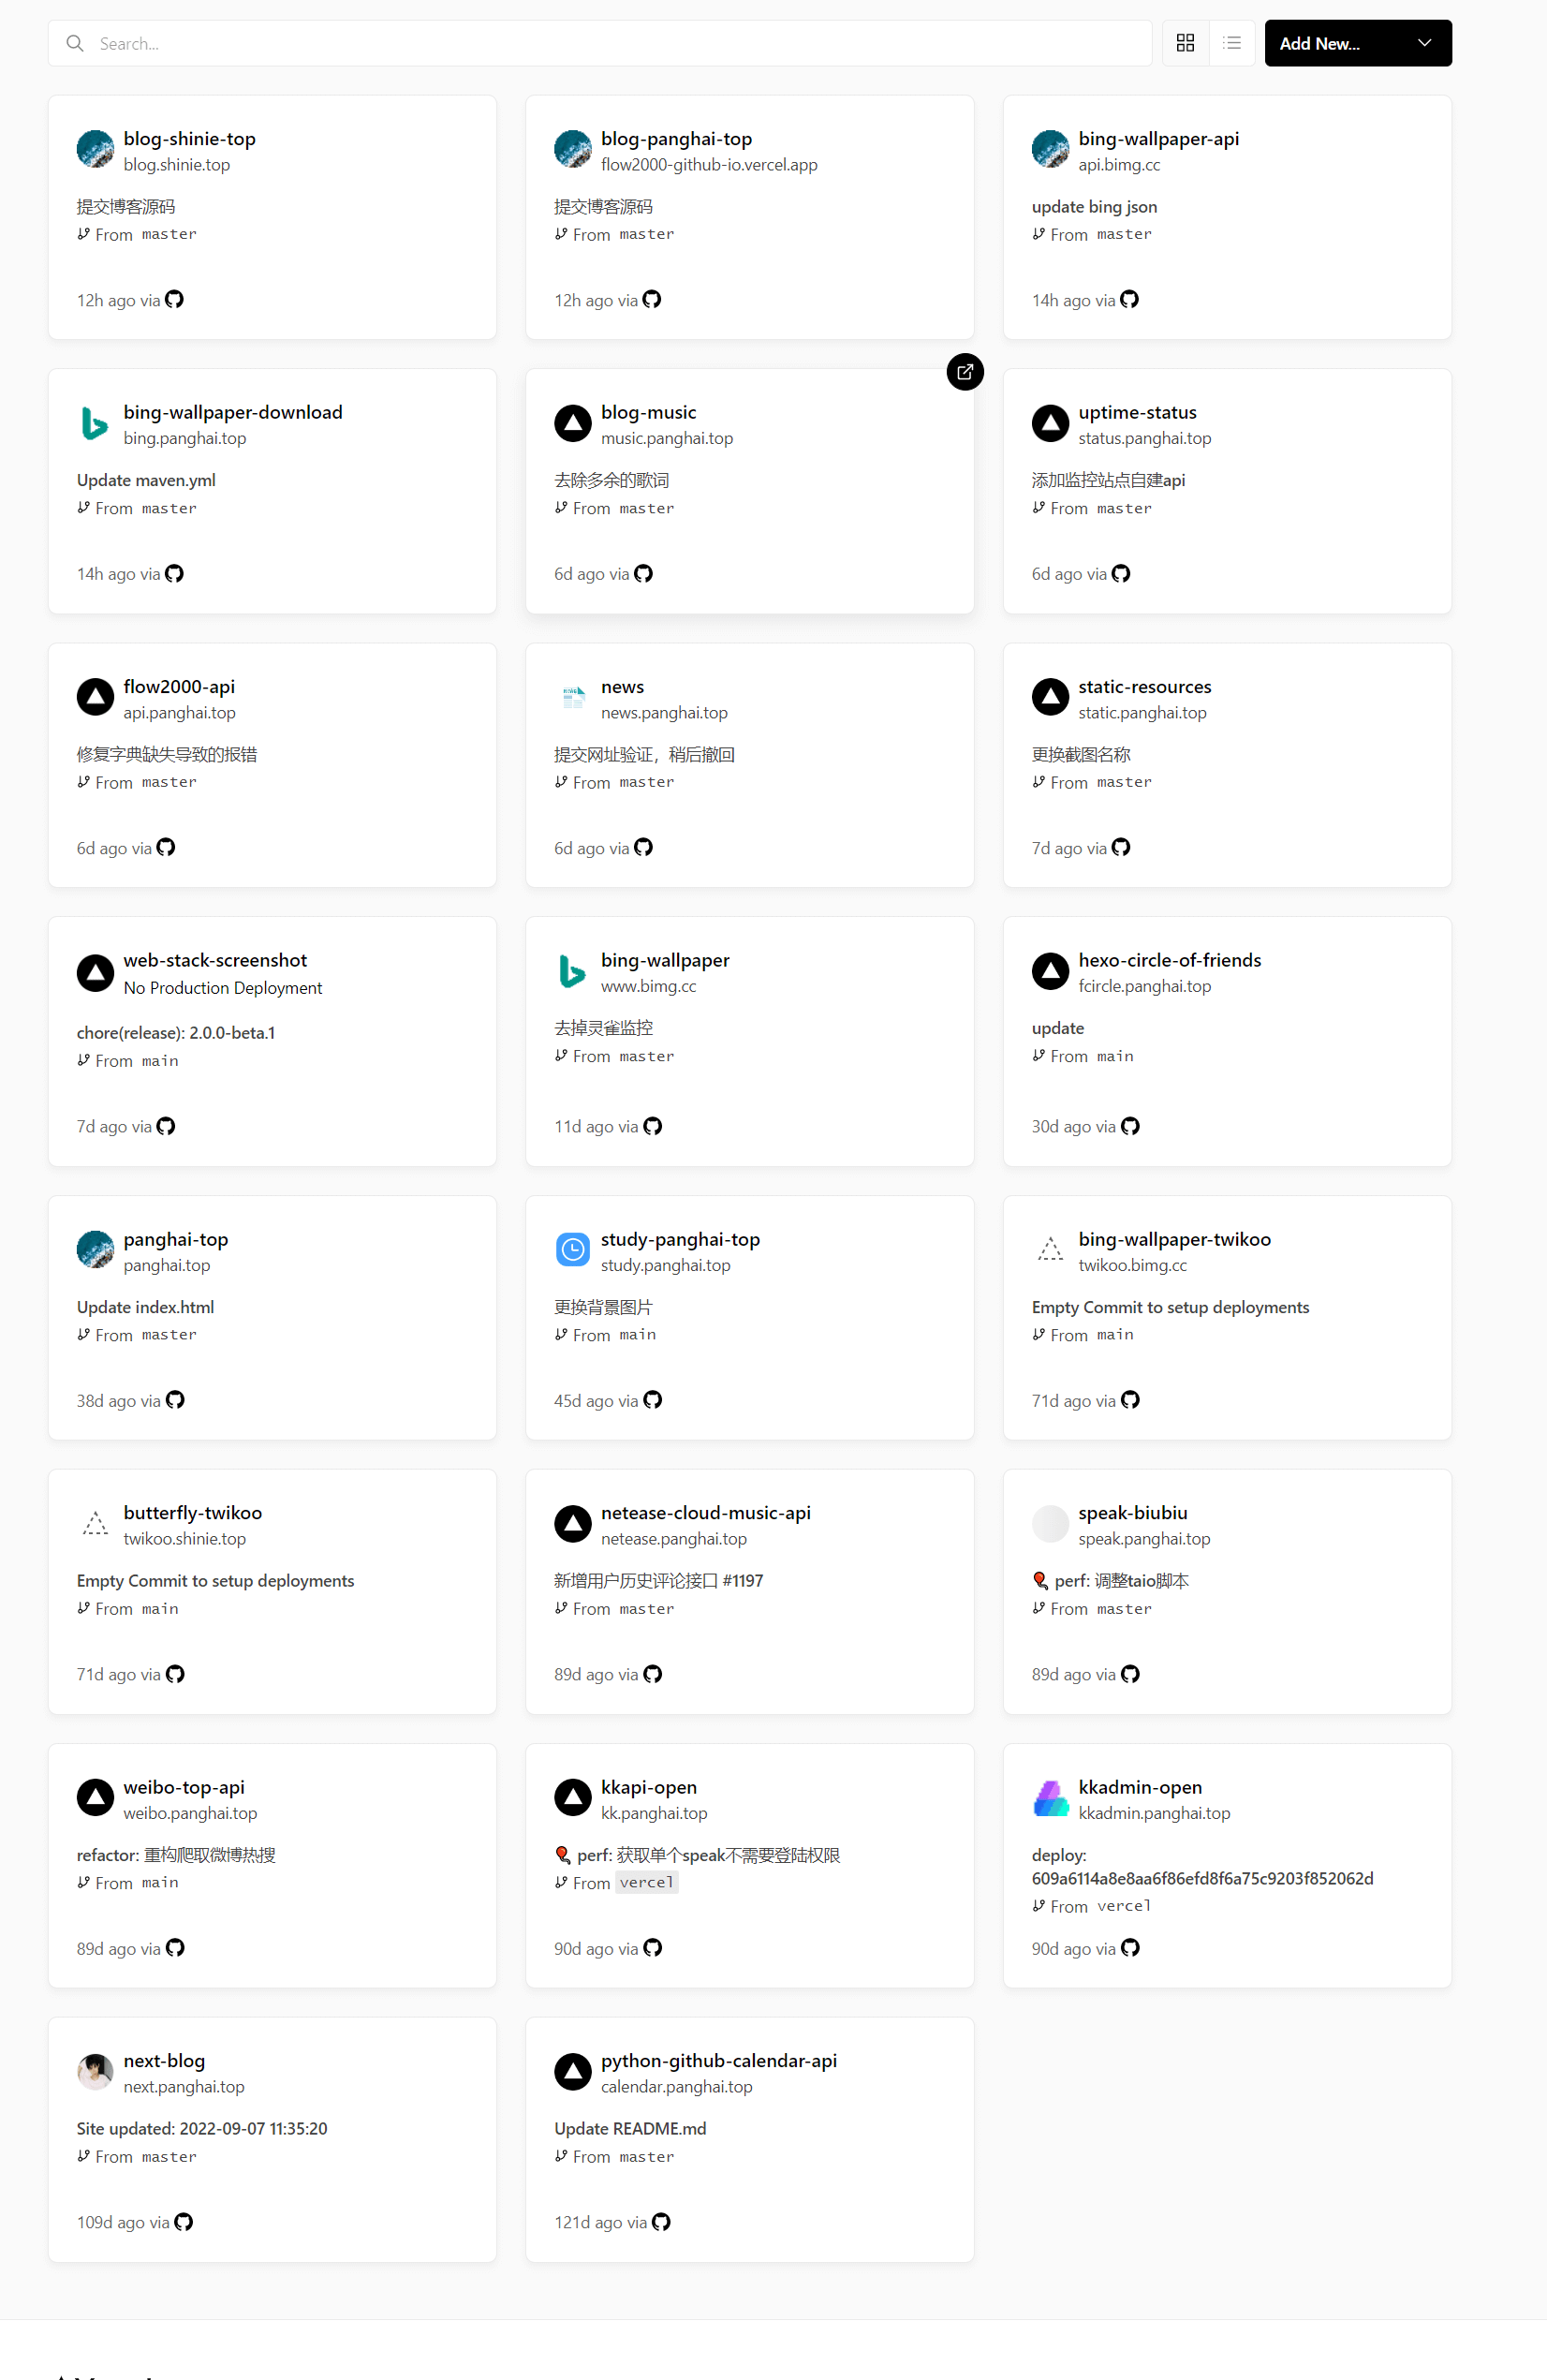 Search...
Add New...
blog-shinie-top
blog.shinie.top
提交博客源码
From master
12h ago via
blog-panghai-top
flow2000-github-io.vercel.app
提交博客源码
From master
12h ago via
bing-wallpaper-api
api.bimg.cc
update bing json
From master
14h ago via
bing-wallpaper-download
bing.panghai.top
Update maven.yml
From master
14h ago via
blog-music
music.panghai.top
去除多余的歌词
From master
6d ago via
uptime-status
status.panghai.top
添加监控站点自建api
From master
6d ago via
flow2000-api
api.panghai.top
修复字典缺失导致的报错
From master
6d ago via
news
news.panghai.top
提交网址验证，稍后撤回
From master
6d ago via
static-resources
static.panghai.top
更换截图名称
From master
7d ago via
web-stack-screenshot
No Production Deployment
chore(release): 2.0.0-beta.1
From main
7d ago via
bing-wallpaper
www.bimg.cc
去掉灵雀监控
From master
11d ago via
hexo-circle-of-friends
fcircle.panghai.top
update
From main
30d ago via
panghai-top
panghai.top
Update index.html
From master
38d ago via
study-panghai-top
study.panghai.top
更换背景图片
From main
45d ago via
bing-wallpaper-twikoo
twikoo.bimg.cc
Empty Commit to setup deployments
From main
71d ago via
butterfly-twikoo
twikoo.shinie.top
Empty Commit to setup deployments
From main
71d ago via
netease-cloud-music-api
netease.panghai.top
新增用户历史评论接口 #1197
From master
89d ago via
speak-biubiu
speak.panghai.top
🎈 perf: 调整taio脚本
From master
89d ago via
weibo-top-api
weibo.panghai.top
refactor: 重构爬取微博热搜
From main
89d ago via
kkapi-open
kk.panghai.top
🎈 perf: 获取单个speak不需要登陆权限
From vercel
90d ago via
kkadmin-open
kkadmin.panghai.top
deploy:
609a6114a8e8aa6f86efd8f6a75c9203f852062d
From vercel
90d ago via
next-blog
next.panghai.top
Site updated: 2022-09-07 11:35:20
From master
109d ago via
python-github-calendar-api
calendar.panghai.top
Update README.md
From master
121d ago via